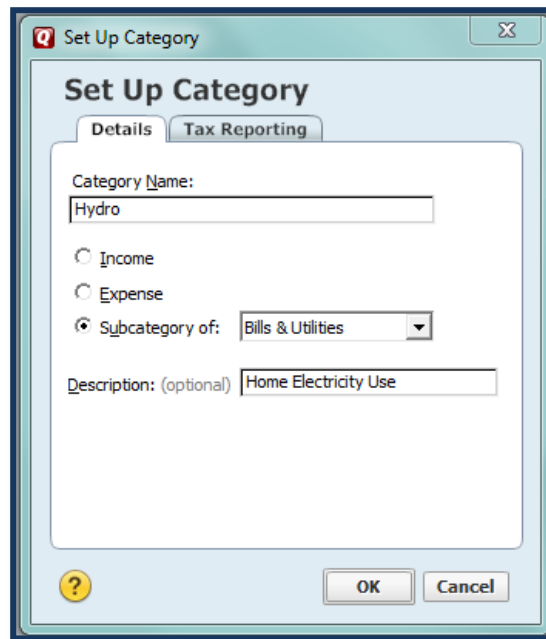 Q Set Up Category X
Set Up Category
Details Tax Reporting
Category Name:
Hydro
Income
Expense
Subcategory of: Bills & Utilities
Description: (optional) Home Electricity Use
? OK Cancel